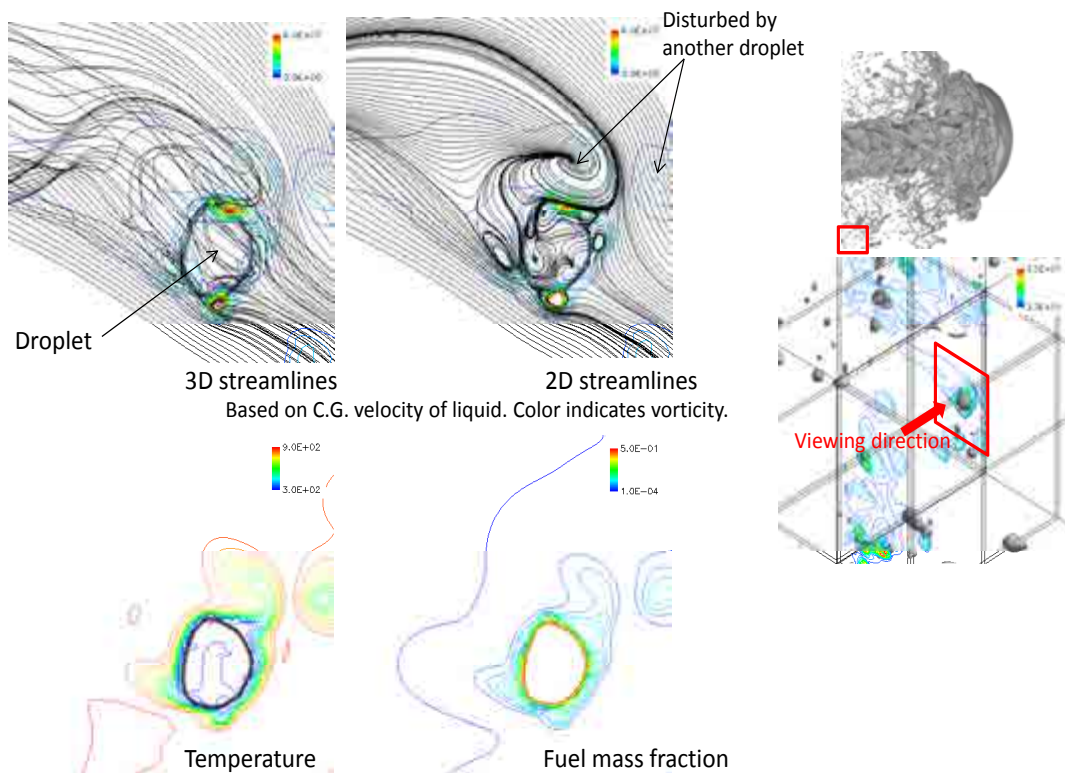 Disturbed by
another droplet
Droplet
3D streamlines
2D streamlines
Based on C.G. velocity of liquid. Color indicates vorticity.
Viewing direction
9.0E+02
3.0E+02
5.0E-01
1.0E-04
Temperature
Fuel mass fraction